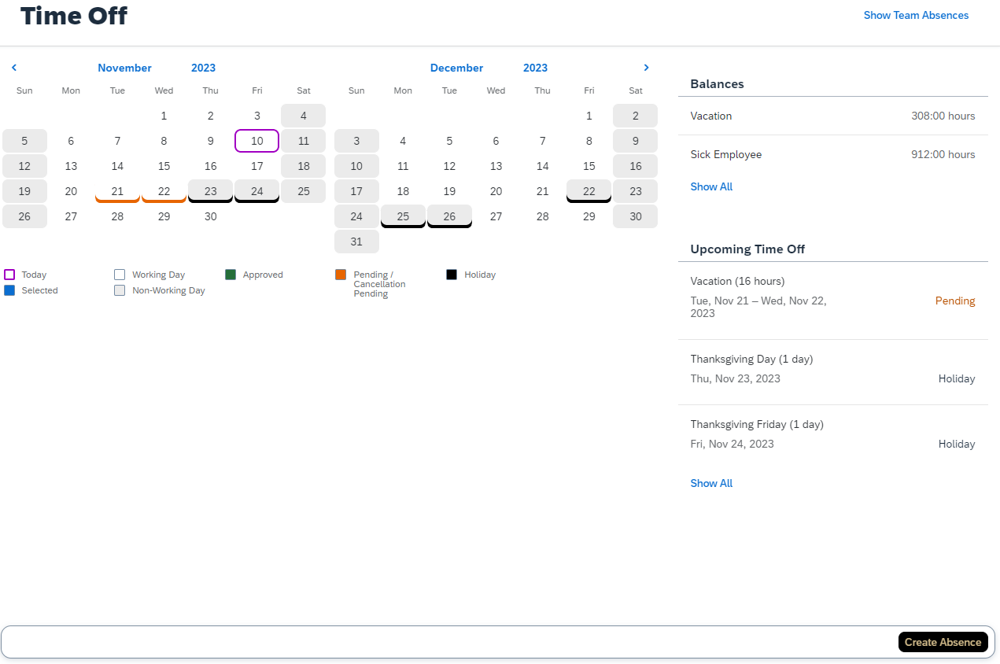 Time Off
Show Team Absences
November 2023
Sun Mon Tue Wed Thu Fri Sat
1 2 3 4
5 6 7 8 9 10 11
12 13 14 15 16 17 18
19 20 21 22 23 24 25
26 27 28 29 30
December 2023
Sun Mon Tue Wed Thu Fri Sat
1 2
3 4 5 6 7 8 9
10 11 12 13 14 15 16
17 18 19 20 21 22 23
24 25 26 27 28 29 30
31
Today
Selected
Working Day
Non-Working Day
Approved
Pending /
Cancellation
Pending
Holiday
Balances
Vacation 308:00 hours
Sick Employee 912:00 hours
Show All
Upcoming Time Off
Vacation (16 hours)
Tue, Nov 21 – Wed, Nov 22, Pending
2023
Thanksgiving Day (1 day)
Thu, Nov 23, 2023 Holiday
Thanksgiving Friday (1 day)
Fri, Nov 24, 2023 Holiday
Show All
Create Absence